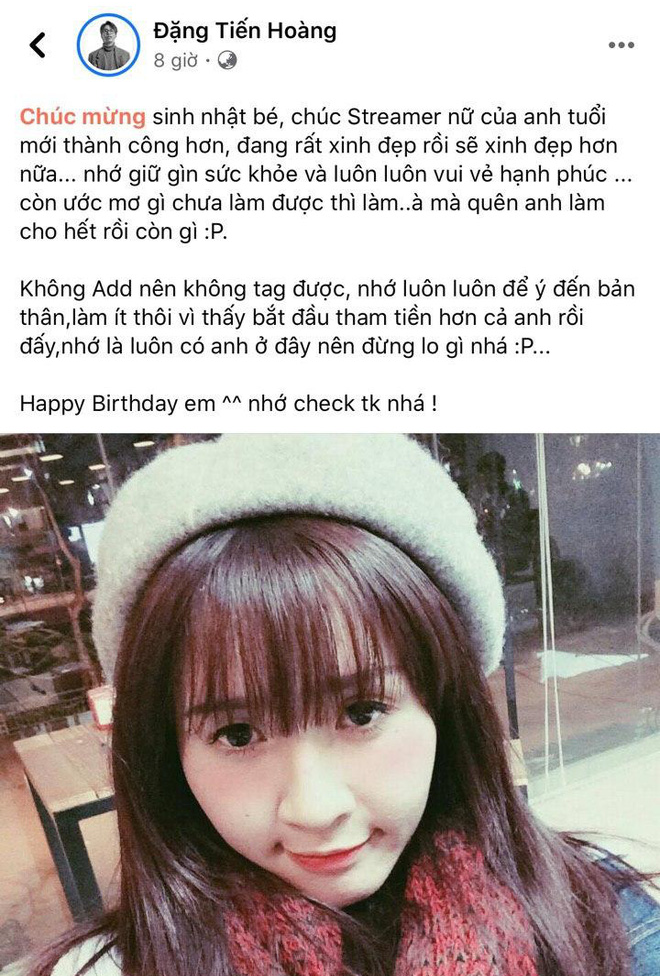 Đặng Tiến Hoàng
8 giờ ·
Chúc mừng sinh nhật bé, chúc Streamer nữ của anh tuổi
mới thành công hơn, đang rất xinh đẹp rồi sẽ xinh đẹp hơn
nữa... nhớ giữ gìn sức khỏe và luôn luôn vui vẻ hạnh phúc ...
còn ước mơ gì chưa làm được thì làm..à mà quên anh làm
cho hết rồi còn gì :P.
Không Add nên không tag được, nhớ luôn luôn để ý đến bản
thân,làm ít thôi vì thấy bắt đầu tham tiền hơn cả anh rồi
đấy,nhớ là luôn có anh ở đây nên đừng lo gì nhá :P...
Happy Birthday em ^^ nhớ check tk nhá !